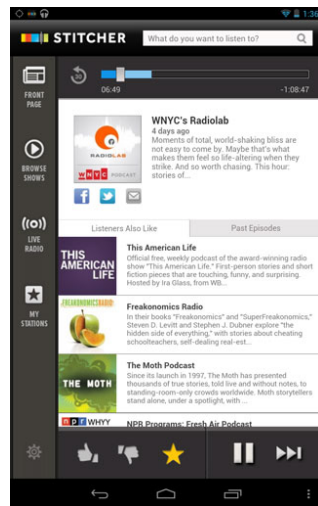 1:36
STITCHER
What do you want to listen to?
30
06:49
-1:08:47
FRONT
PAGE
BROWSE
SHOWS
LIVE
RADIO
MY
STATIONS
RADIOLAB
WNYC PODCAST
WNYC's Radiolab
4 days ago
Moments of total, world-shaking bliss are
not easy to come by. Maybe that's what
makes them feel so life-altering when they
strike. And so worth chasing. This hour:
stories of...
Listeners Also Like
Past Episodes
THIS
AMERICAN
LIFE
This American Life
Official free, weekly podcast of the award-winning radio
show "This American Life." First-person stories and short
fiction pieces that are touching, funny, and surprising.
Hosted by Ira Glass, from WB...
FREAKONOMICS RADIO
Freakonomics Radio
In their books "Freakonomics" and "SuperFreakonomics,"
Steven D. Levitt and Stephen J. Dubner explore "the
hidden side of everything," with stories about cheating
schoolteachers, self-dealing real-est...
THE MOTH
The Moth Podcast
Since its launch in 1997, The Moth has presented
thousands of true stories, told live and without notes, to
standing-room-only crowds worldwide. Moth storytellers
stand alone, under a spotlight, with ...
npr WHYY
NPR Programs: Fresh Air Podcast